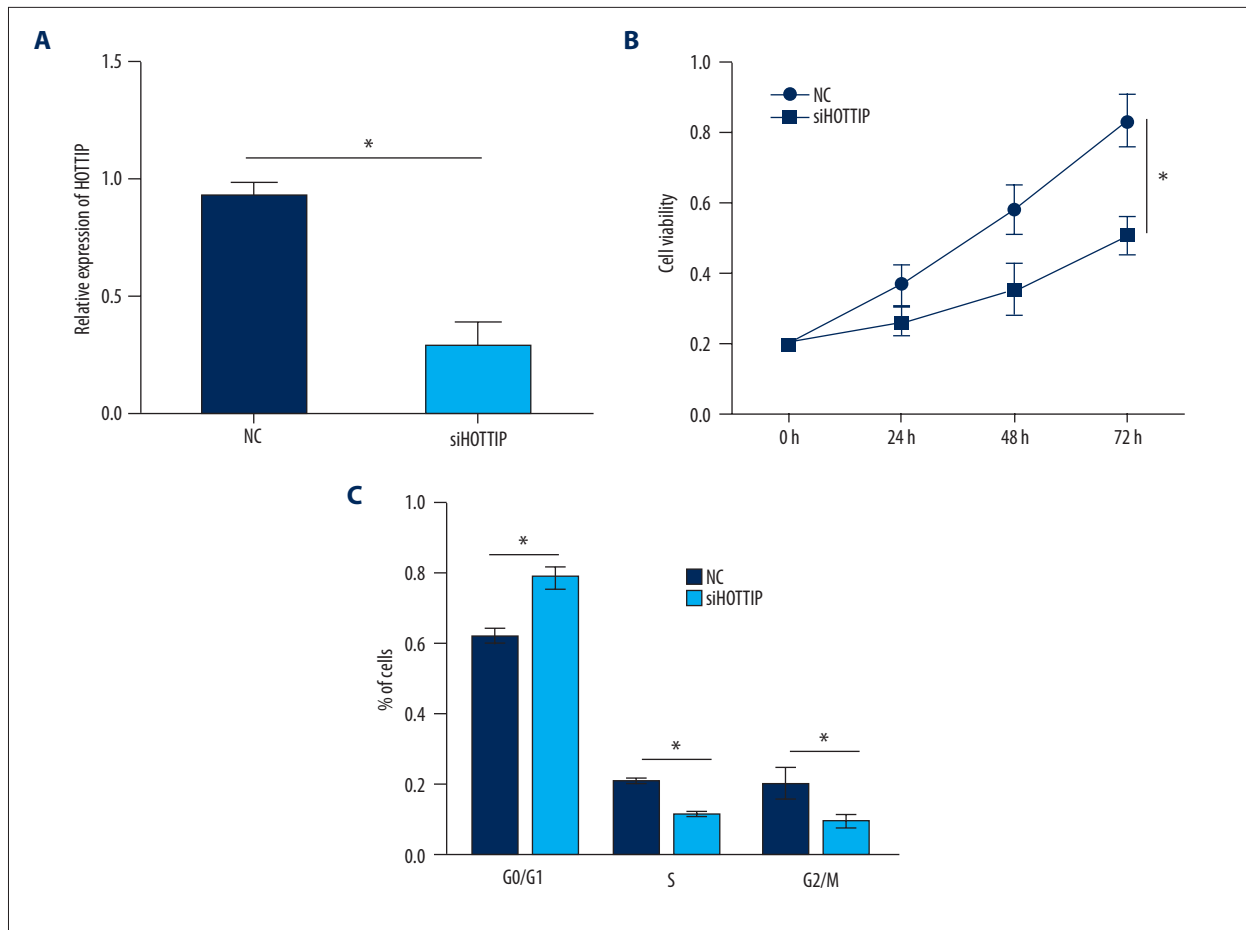 A
1.5
1.0
0.5
0.0
Relative expression of HOTTIP
*
NC
siHOTTIP
B
1.0
0.8
0.6
0.4
0.2
0.0
Cell viability
NC
siHOTTIP
*
0 h
24 h
48 h
72 h
C
1.0
0.8
0.6
0.4
0.2
0.0
% of cells
*
*
*
NC
siHOTTIP
G0/G1
S
G2/M